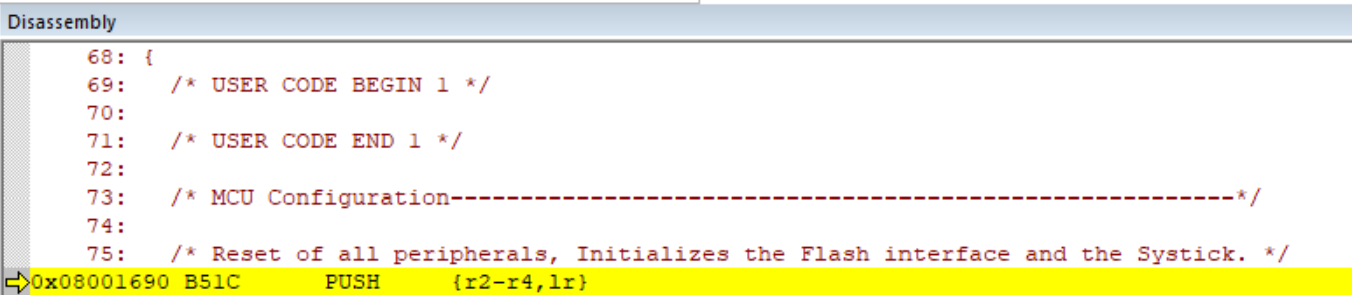 Disassembly
68: {
69:   /* USER CODE BEGIN 1 */
70:
71:   /* USER CODE END 1 */
72:
73:   /* MCU Configuration--------------------------------------------------------*/
74:
75:   /* Reset of all peripherals, Initializes the Flash interface and the Systick. */
0x08001690 B51C      PUSH     {r2-r4,lr}